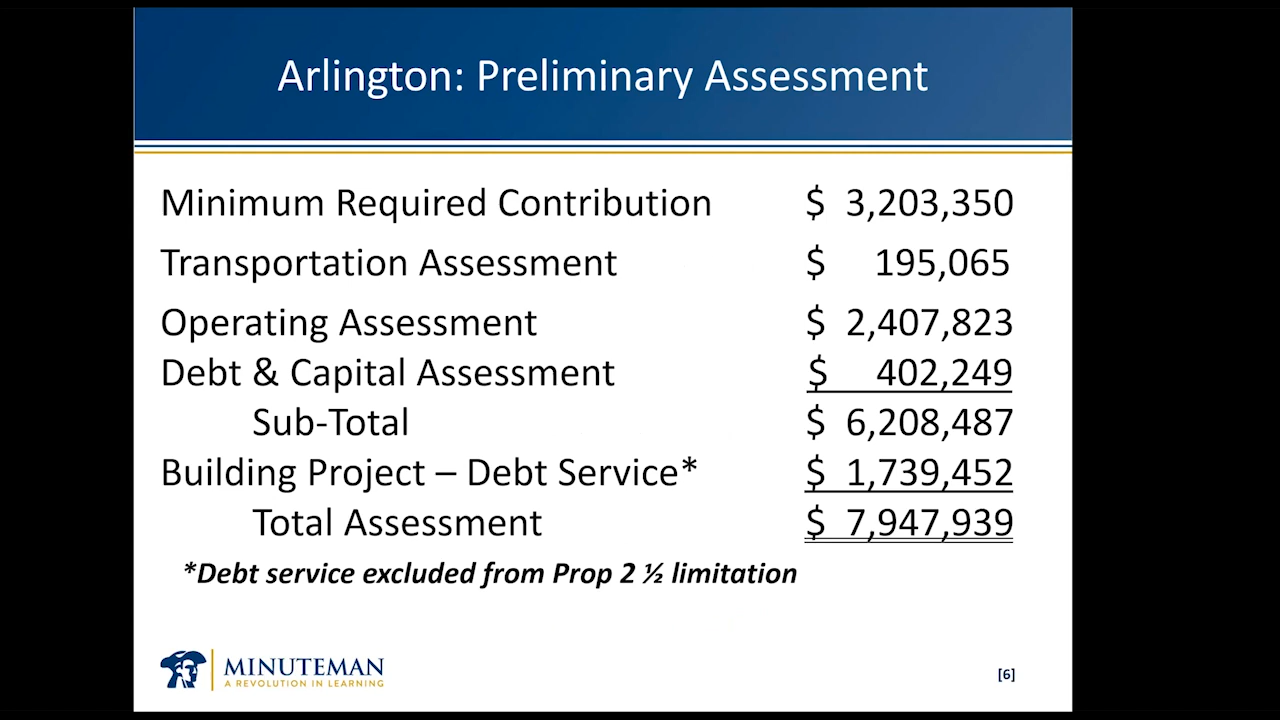 Arlington: Preliminary Assessment
Minimum Required Contribution $ 3,203,350
Transportation Assessment $ 195,065
Operating Assessment $ 2,407,823
Debt & Capital Assessment $ 402,249
Sub-Total $ 6,208,487
Building Project – Debt Service* $ 1,739,452
Total Assessment $ 7,947,939
*Debt service excluded from Prop 2 ½ limitation
MINUTEMAN
A REVOLUTION IN LEARNING
[6]